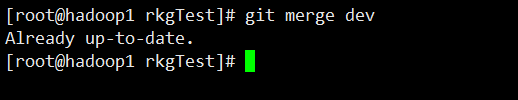 [root@hadoop1 rkgTest]# git merge dev
Already up-to-date.
[root@hadoop1 rkgTest]#